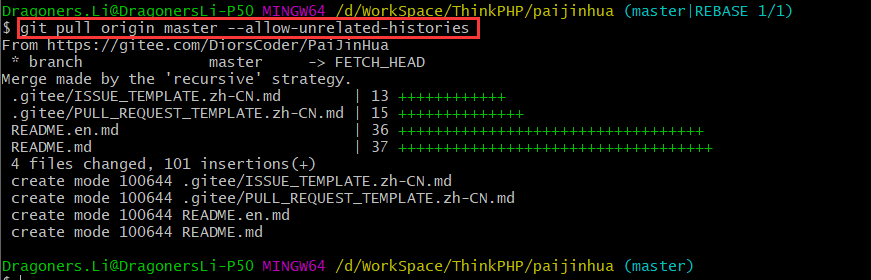 Dragoners.Li@DragonersLi-P50 MINGW64 /d/WorkSpace/ThinkPHP/paijinhua (master|REBASE 1/1)
$ git pull origin master --allow-unrelated-histories
From https://gitee.com/DiorsCoder/PaiJinHua
 * branch            master     -> FETCH_HEAD
Merge made by the 'recursive' strategy.
 .gitee/ISSUE_TEMPLATE.zh-CN.md        | 13 ++++++++++++
 .gitee/PULL_REQUEST_TEMPLATE.zh-CN.md | 15 ++++++++++++++
 README.en.md                          | 36 ++++++++++++++++++++++++++++++++++
 README.md                             | 37 +++++++++++++++++++++++++++++++++++
 4 files changed, 101 insertions(+)
 create mode 100644 .gitee/ISSUE_TEMPLATE.zh-CN.md
 create mode 100644 .gitee/PULL_REQUEST_TEMPLATE.zh-CN.md
 create mode 100644 README.en.md
 create mode 100644 README.md
Dragoners.Li@DragonersLi-P50 MINGW64 /d/WorkSpace/ThinkPHP/paijinhua (master)
$